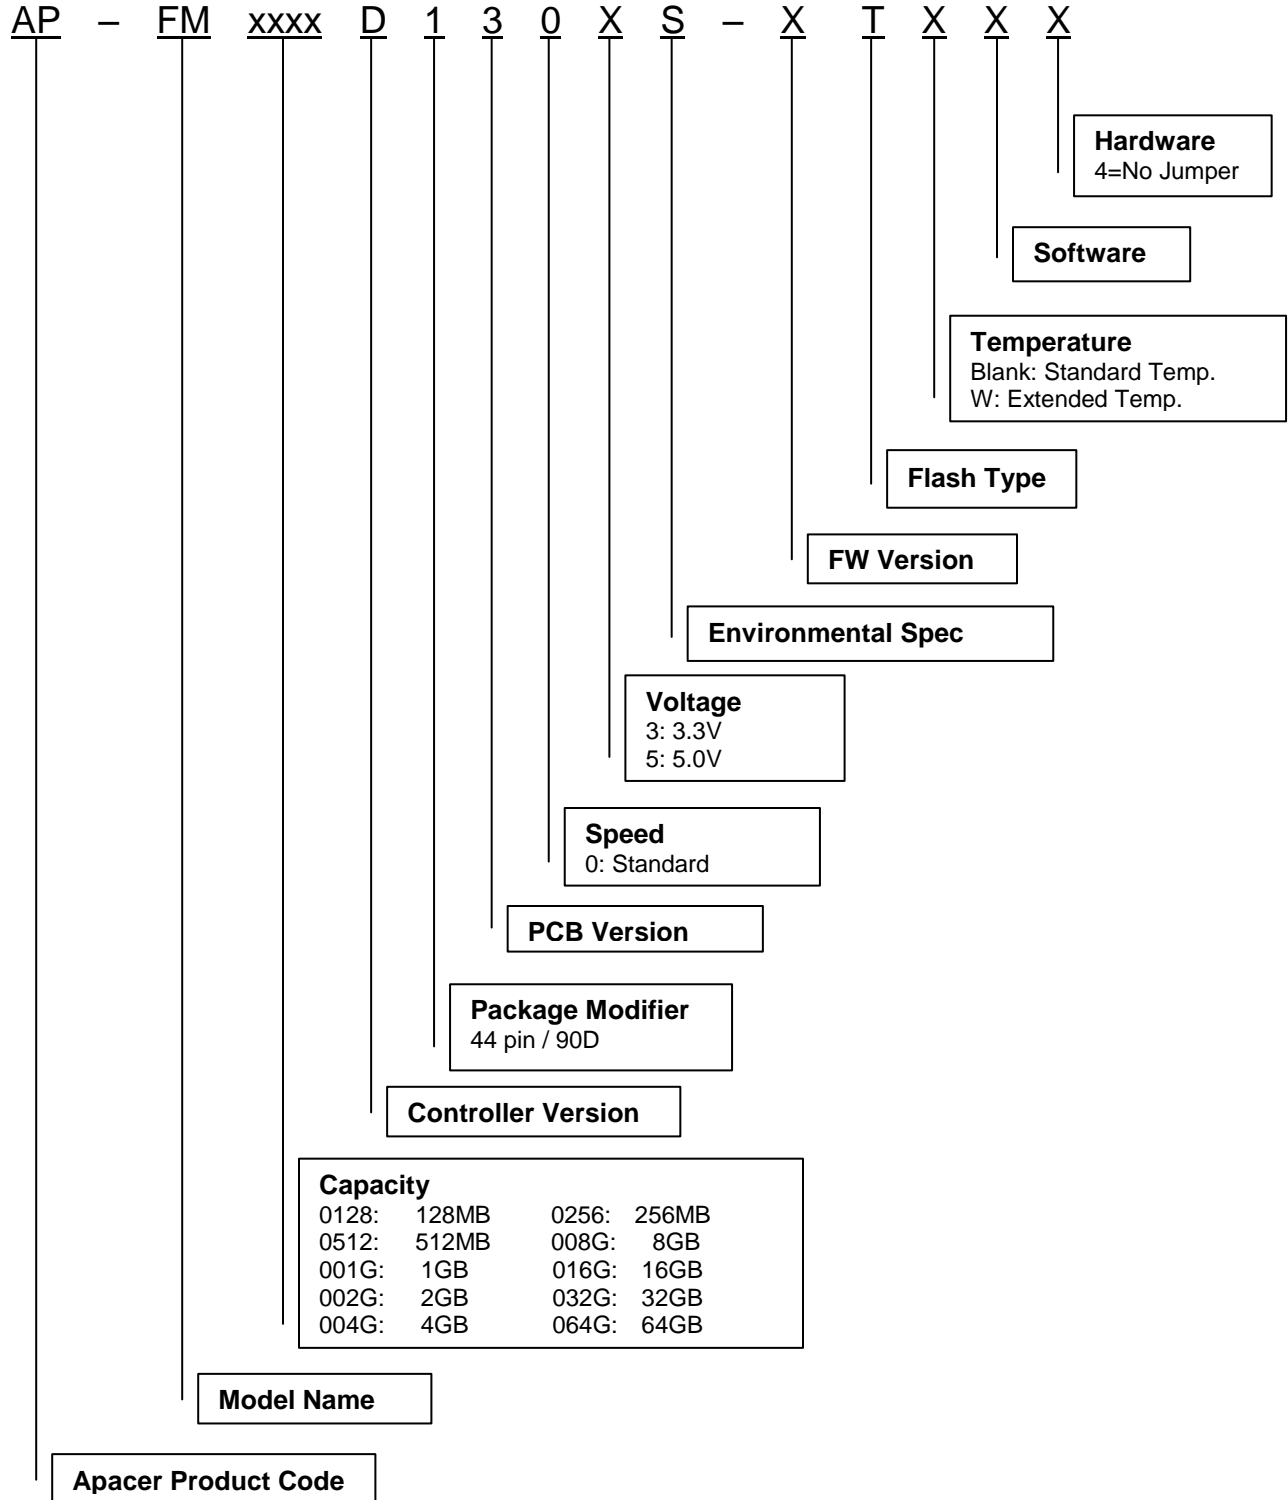 AP – FM xxxx D 1 3 0 X S – X T X X X
Hardware
4=No Jumper
Software
Temperature
Blank: Standard Temp.
W: Extended Temp.
Flash Type
FW Version
Environmental Spec
Voltage
3: 3.3V
5: 5.0V
Speed
0: Standard
PCB Version
Package Modifier
44 pin / 90D
Controller Version
Capacity
0128: 128MB 0256: 256MB
0512: 512MB 008G: 8GB
001G: 1GB 016G: 16GB
002G: 2GB 032G: 32GB
004G: 4GB 064G: 64GB
Model Name
Apacer Product Code